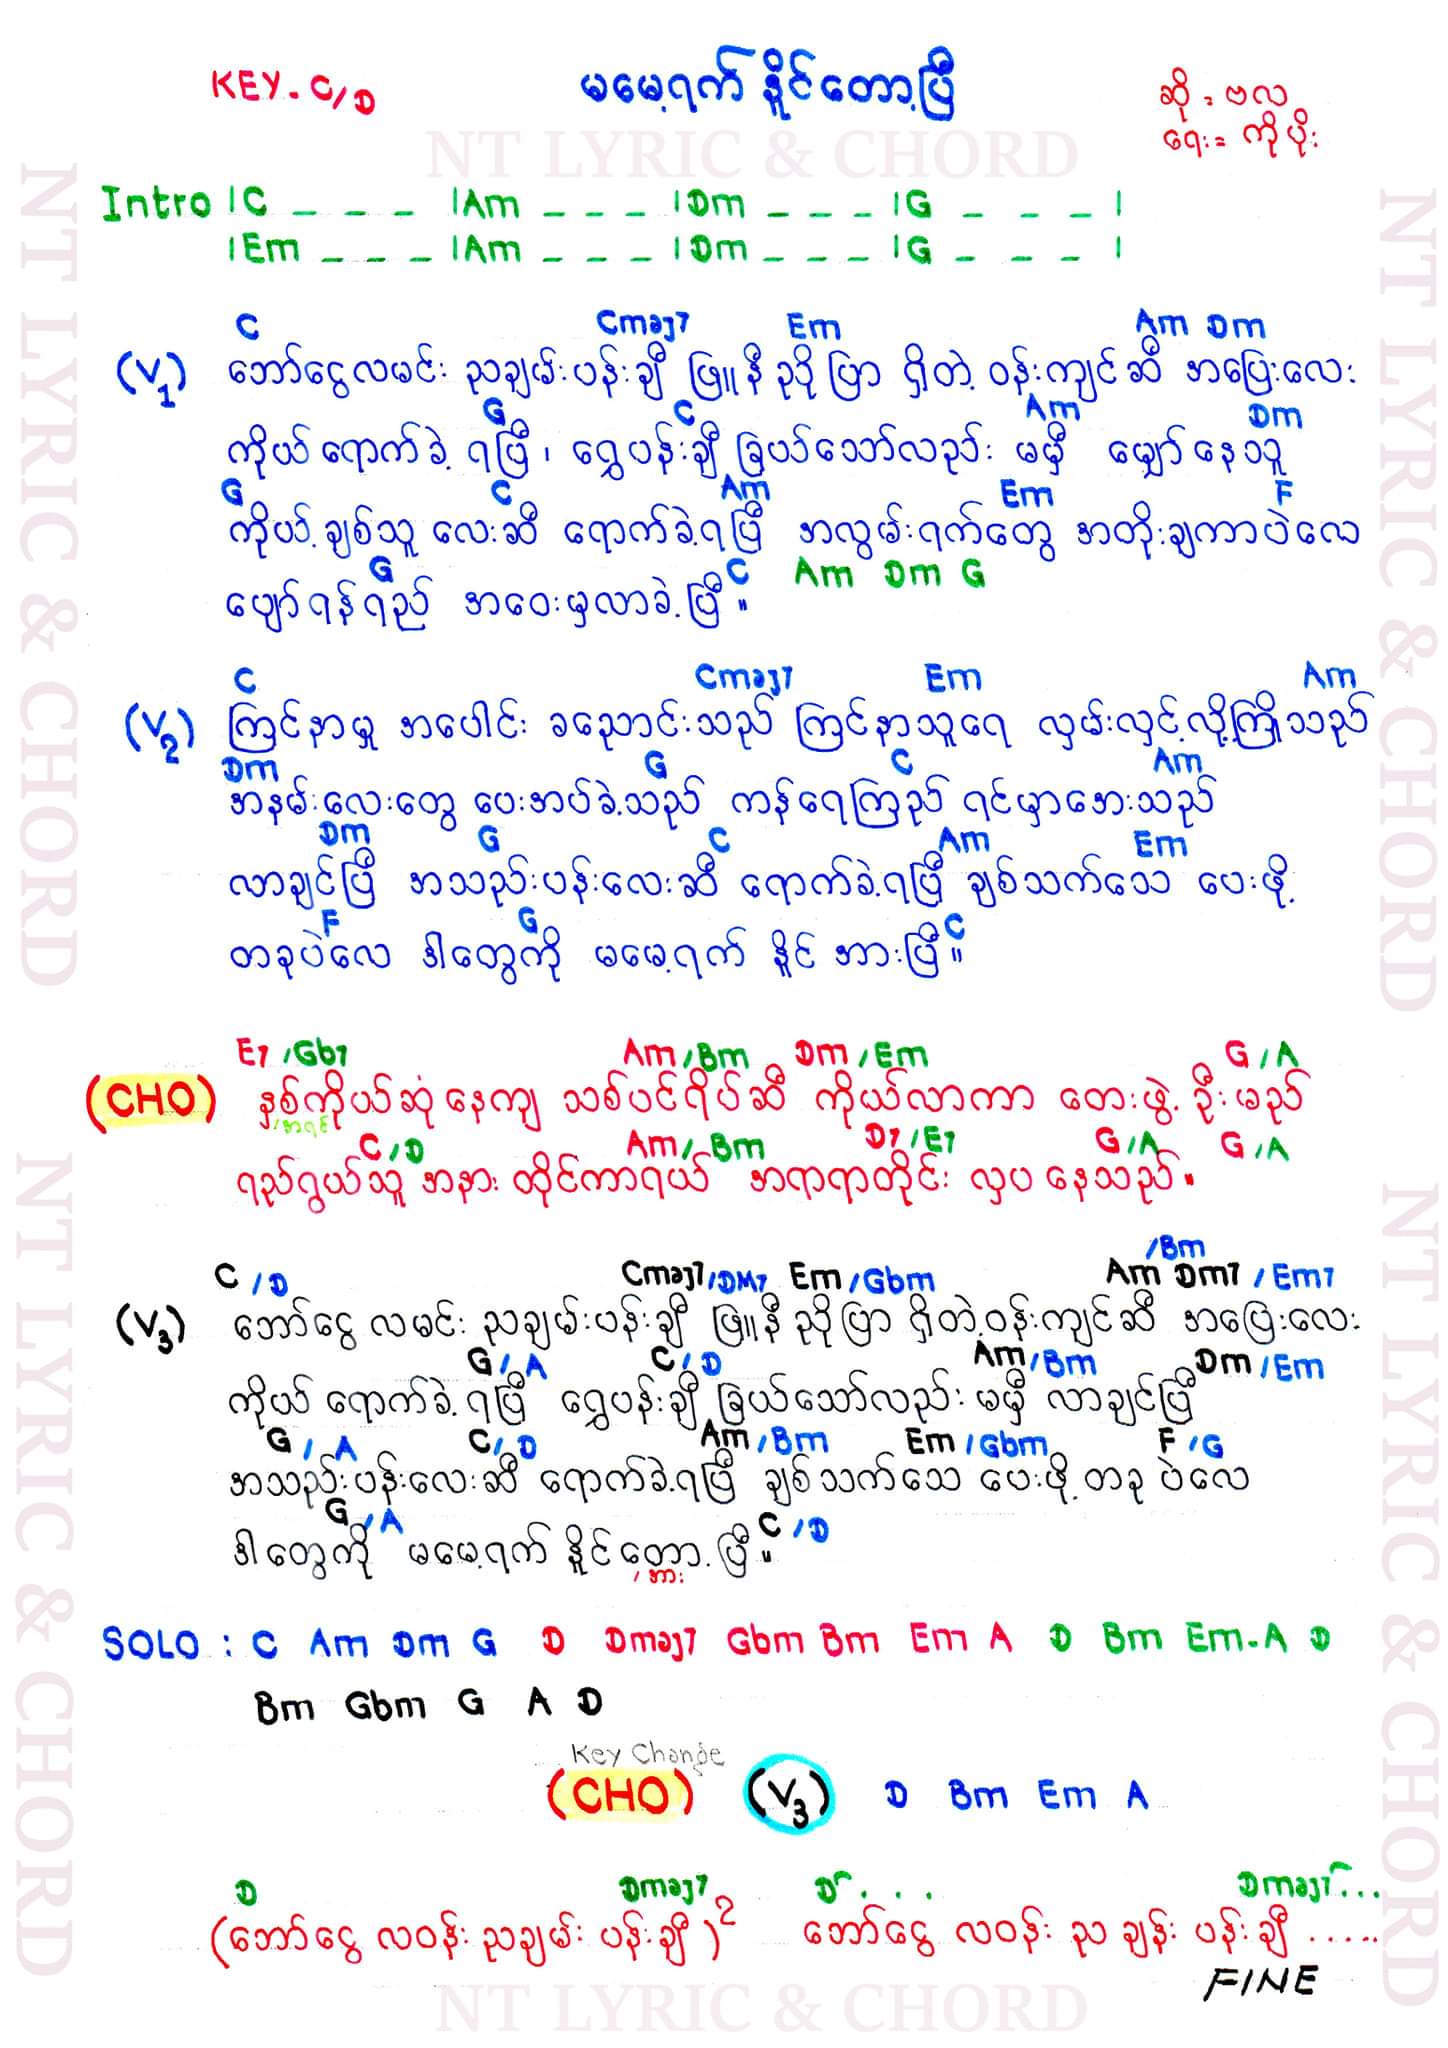 KEY - C/D
မမေ့ရက် နိူင်တော့ပြီ
ဆို = ဗလ
ရေး = ကိုပိုး
NT LYRIC & CHORD
Intro |C _ _ _ |Am _ _ _ |Dm _ _ _ |G _ _ _ |
|Em _ _ _ |Am _ _ _ |Dm _ _ _ |G _ _ _ |
C Cmaj7 Em Am Dm
(V1) ဘော်ငွေလမင်း ညချမ်းပန်းချီ ဖြူနီညိုပြာ ရှိတဲ့ ဝန်းကျင်ဆီ အပြေးလေး
G C Am Dm
ကိုယ်ရောက်ခဲ့ ရပြီ၊ ရွှေပန်းချီ ခြယ်သော်လည်း မမှီ မျှော်နေသူ
G C Am Em F
ကိုယ့်ချစ်သူ လေးဆီ ရောက်ခဲ့ရပြီ အလွမ်းရက်တွေ အတိုးချကာပဲလေ
G C Am Dm G
ပျော်ရန်ရည် အဝေးမှလာခဲ့ပြီ။
C Cmaj7 Em Am
(V2) ကြင်နာမှု အပေါင်း ခညောင်းသည် ကြင်နာသူရေ လှမ်းလှင့်လို့ကြိုသည်
Dm G C Am
အနမ်းလေးတွေ ပေးအပ်ခဲ့သည် ကန်ရေကြည် ရင်မှာအေးသည်
Dm G C Am Em
လာချင်ပြီ အသည်းပန်းလေးဆီ ရောက်ခဲ့ရပြီ ချစ်သက်သေ ပေးဖို့
F G C
တခုပဲလေ ဒါတွေကို မမေ့ရက် နိူင် အားပြီ။
E7/Gb7 Am/Bm Dm/Em G/A
(CHO) နှစ်ကိုယ်ဆုံနေကျ သစ်ပင်ရိပ်ဆီ ကိုယ်လာကာ တေးဖွဲ့ ဦးမည်
C/D Am/Bm D7/E7 G/A G/A
ရည်ရွယ်သူ အနား ထိုင်ကာရယ် အရာရာတိုင်း လှပနေသည်။
C/D Cmaj7/DM7 Em/Gbm Am/Bm Dm7/Em7
(V3) ဘော်ငွေ လမင်း ညချမ်းပန်းချီ ဖြူနီညိုပြာ ရှိတဲ့ဝန်းကျင်ဆီ အပြေးလေး
G/A C/D Am/Bm Dm/Em
ကိုယ်ရောက်ခဲ့ ရပြီ ရွှေပန်းချီ ခြယ်သော်လည်း မမှီ လာချင်ပြီ
G/A C/D Am/Bm Em/Gbm F/G
အသည်းပန်းလေးဆီ ရောက်ခဲ့ရပြီ ချစ်သက်သေ ပေးဖို့ တခု ပဲလေ
G/A C/D
ဒါတွေကို မမေ့ရက် နိူင်တော့ ပြီ။
SOLO : C Am Dm G D Dmaj7 Gbm Bm Em A D Bm Em-A D
Bm Gbm G A D
Key Change
(CHO) (V3) D Bm Em A
D Dmaj7 D . . . Dmaj7 . . .
(ဘော်ငွေ လဝန်း ညချမ်း ပန်းချီ)2 ဘော်ငွေ လဝန်း ည ချန်း ပန်းချီ .....
FINE
NT LYRIC & CHORD
NT LYRIC & CHORD
NT LYRIC & CHORD
NT LYRIC & CHORD
NT LYRIC & CHORD